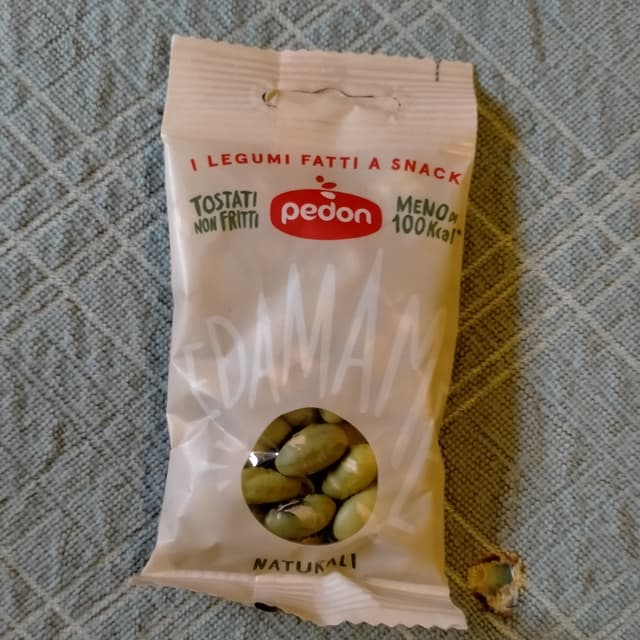 I LEGUMI FATTI A SNACK
TOSTATI
NON FRITTI
pedon
MENO DI
100 Kcal*
EDAMAME
NATURALI